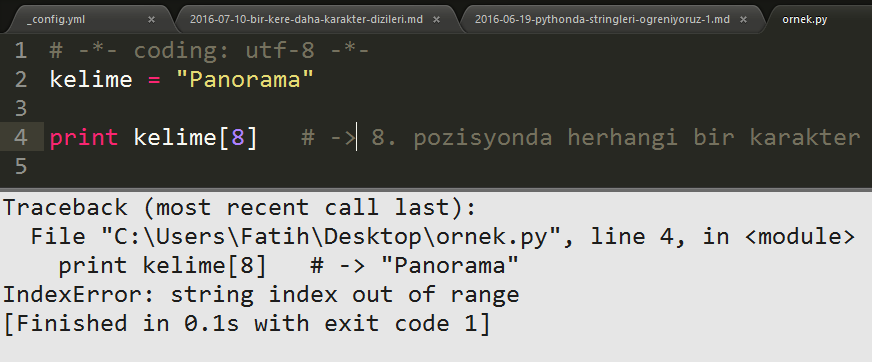 _config.yml × 2016-07-10-bir-kere-daha-karakter-dizileri.md × 2016-06-19-pythonda-stringleri-ogreniyoruz-1.md × ornek.py
1 # -*- coding: utf-8 -*-
2 kelime = "Panorama"
3
4 print kelime[8]   # -> 8. pozisyonda herhangi bir karakter
5
Traceback (most recent call last):
  File "C:\Users\Fatih\Desktop\ornek.py", line 4, in <module>
    print kelime[8]   # -> "Panorama"
IndexError: string index out of range
[Finished in 0.1s with exit code 1]